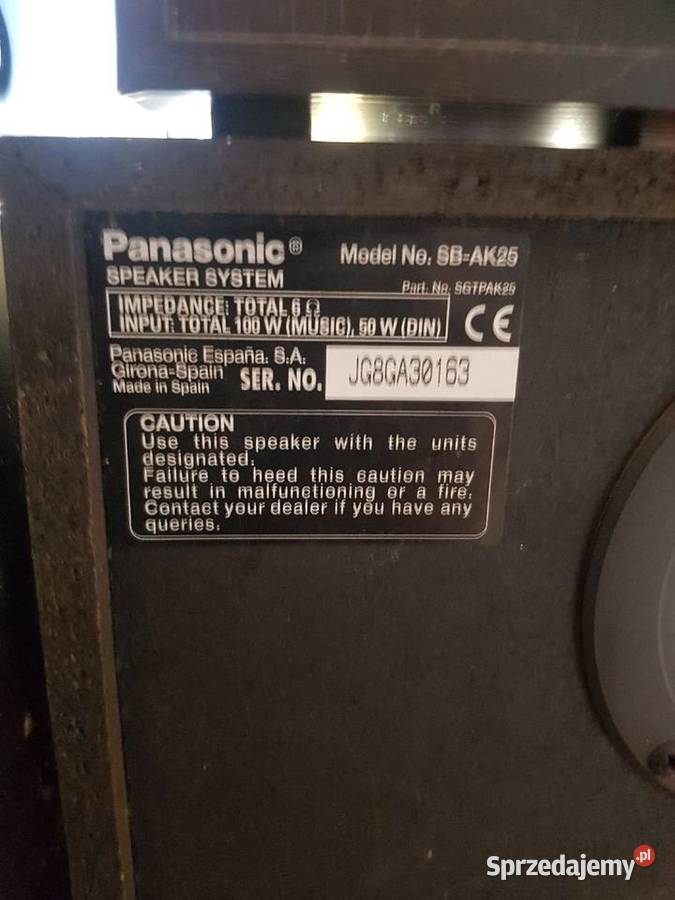 Panasonic® Model No. SB-AK25
SPEAKER SYSTEM Part. No. SGTPAK25
IMPEDANCE: TOTAL 6 Ω
INPUT: TOTAL 100 W (MUSIC), 50 W (DIN) CE
Panasonic España. S.A.
Girona-Spain
Made in Spain SER. NO. JG8GA30163
CAUTION
Use this speaker with the units
designated.
Failure to heed this caution may
result in malfunctioning or a fire.
Contact your dealer if you have any
queries.
Sprzedajemy.pl